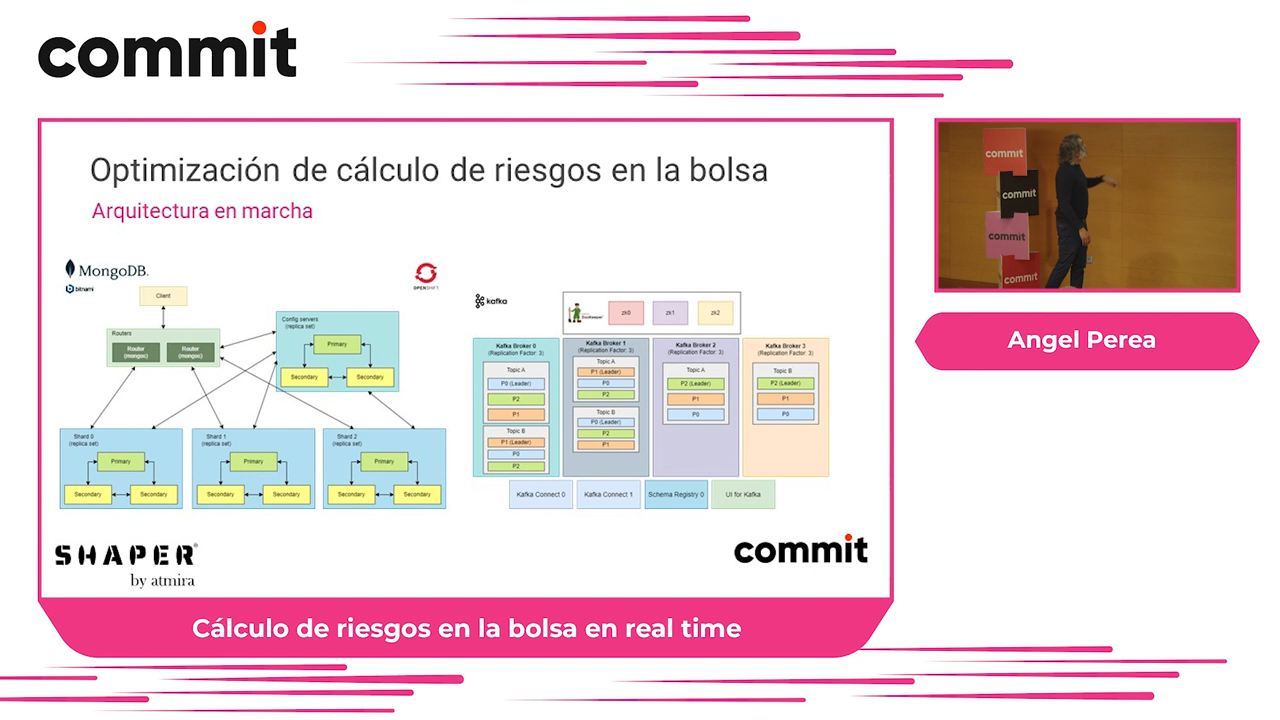 commit
Optimización de cálculo de riesgos en la bolsa
Arquitectura en marcha
MongoDB.
bitnami
OPENSHIFT
Client
Routers
Router
(mongos)
Router
(mongos)
Config servers
(replica set)
Primary
Secondary
Secondary
Shard 0
(replica set)
Primary
Secondary
Secondary
Shard 1
(replica set)
Primary
Secondary
Secondary
Shard 2
(replica set)
Primary
Secondary
Secondary
kafka
ZooKeeper
zk0
zk1
zk2
Kafka Broker 0
(Replication Factor: 3)
Topic A
P0 (Leader)
P2
P1
Topic B
P1 (Leader)
P0
P2
Kafka Broker 1
(Replication Factor: 3)
Topic A
P1 (Leader)
P0
P2
Topic B
P0 (Leader)
P2
P1
Kafka Broker 2
(Replication Factor: 3)
Topic A
P2 (Leader)
P1
P0
Kafka Broker 3
(Replication Factor: 3)
Topic B
P2 (Leader)
P1
P0
Kafka Connect 0
Kafka Connect 1
Schema Registry 0
UI for Kafka
SHAPER®
by atmira
commit
Cálculo de riesgos en la bolsa en real time
commit
commit
commit
commit
Angel Perea